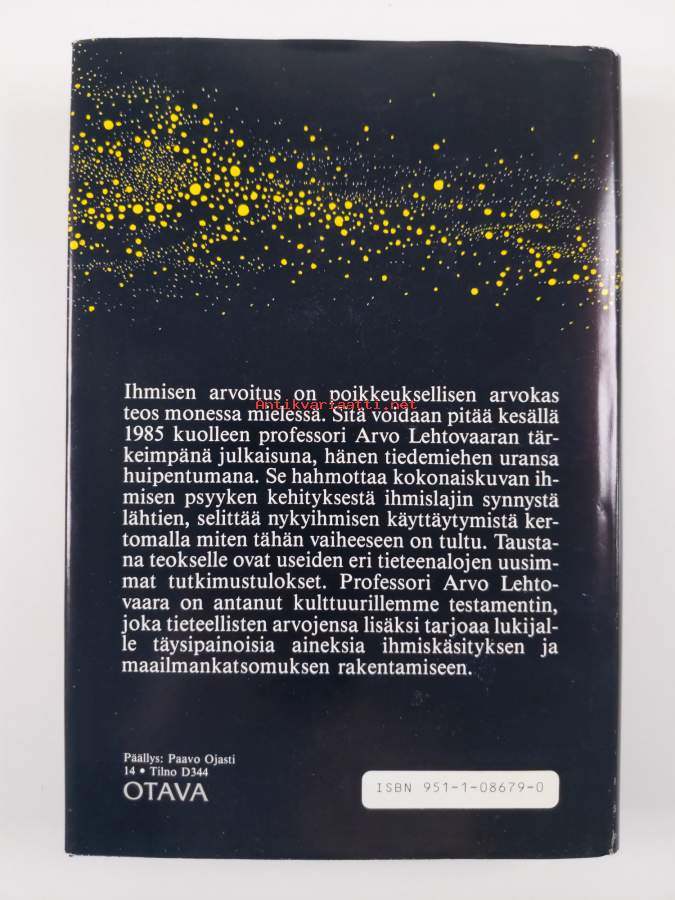 Ihmisen arvoitus on poikkeuksellisen arvokas
Antikvariaatti.net
teos monessa mielessä. Sitä voidaan pitää kesällä
1985 kuolleen professori Arvo Lehtovaaran tär-
keimpänä julkaisuna, hänen tiedemiehen uransa
huipentumana. Se hahmottaa kokonaiskuvan ih-
misen psyyken kehityksestä ihmislajin synnystä
lähtien, selittää nykyihmisen käyttäytymistä ker-
tomalla miten tähän vaiheeseen on tultu. Tausta-
na teokselle ovat useiden eri tieteenalojen uusim-
mat tutkimustulokset. Professori Arvo Lehto-
vaara on antanut kulttuurillemme testamentin,
joka tieteellisten arvojensa lisäksi tarjoaa lukijal-
le täysipainoisia aineksia ihmiskäsityksen ja
maailmankatsomuksen rakentamiseen.
Päällys: Paavo Ojasti
14 • Tilno D344
OTAVA
ISBN 951-1-08679-0